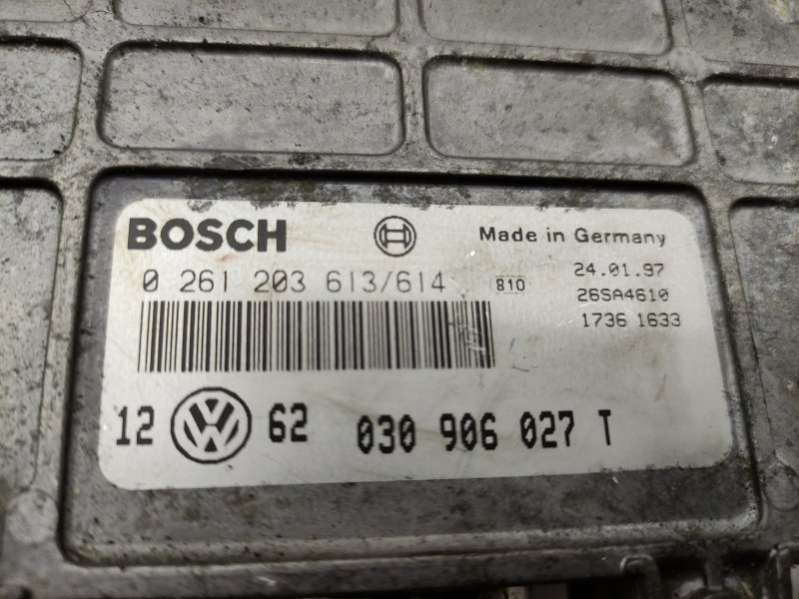 BOSCH Made in Germany
0 261 203 613/614 810 24.01.97
26SA4610
1736 1633
12 VW 62 030 906 027 T